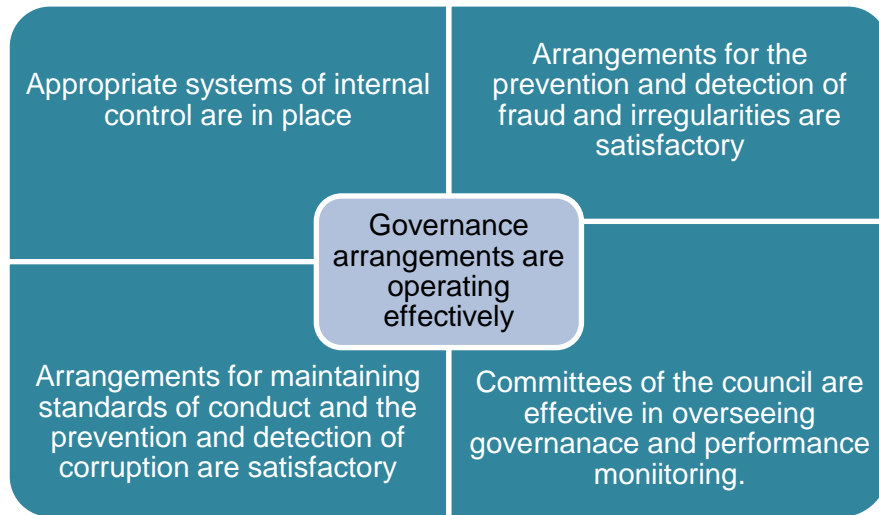 Appropriate systems of internal
control are in place
Arrangements for the
prevention and detection of
fraud and irregularities are
satisfactory
Governance
arrangements are
operating
effectively
Arrangements for maintaining
standards of conduct and the
prevention and detection of
corruption are satisfactory
Committees of the council are
effective in overseeing
governanace and performance
moniitoring.